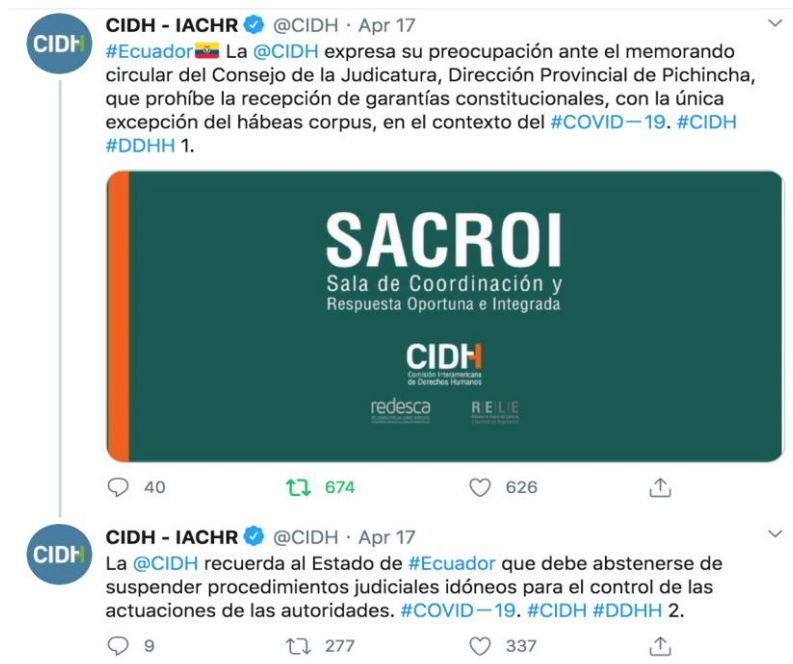 CIDH - IACHR @CIDH · Apr 17
CIDH
#Ecuador🇪🇨 La @CIDH expresa su preocupación ante el memorando
circular del Consejo de la Judicatura, Dirección Provincial de Pichincha,
que prohíbe la recepción de garantías constitucionales, con la única
excepción del hábeas corpus, en el contexto del #COVID—19. #CIDH
#DDHH 1.
SACROI
Sala de Coordinación y
Respuesta Oportuna e Integrada
CIDH
Comisión Interamericana
de Derechos Humanos
redesca
RELE
40 674 626
CIDH - IACHR @CIDH · Apr 17
CIDH
La @CIDH recuerda al Estado de #Ecuador que debe abstenerse de
suspender procedimientos judiciales idóneos para el control de las
actuaciones de las autoridades. #COVID—19. #CIDH #DDHH 2.
9 277 337